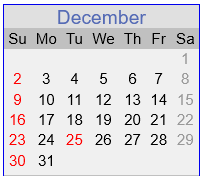 December
Su Mo Tu We Th Fr Sa
1
2 3 4 5 6 7 8
9 10 11 12 13 14 15
16 17 18 19 20 21 22
23 24 25 26 27 28 29
30 31